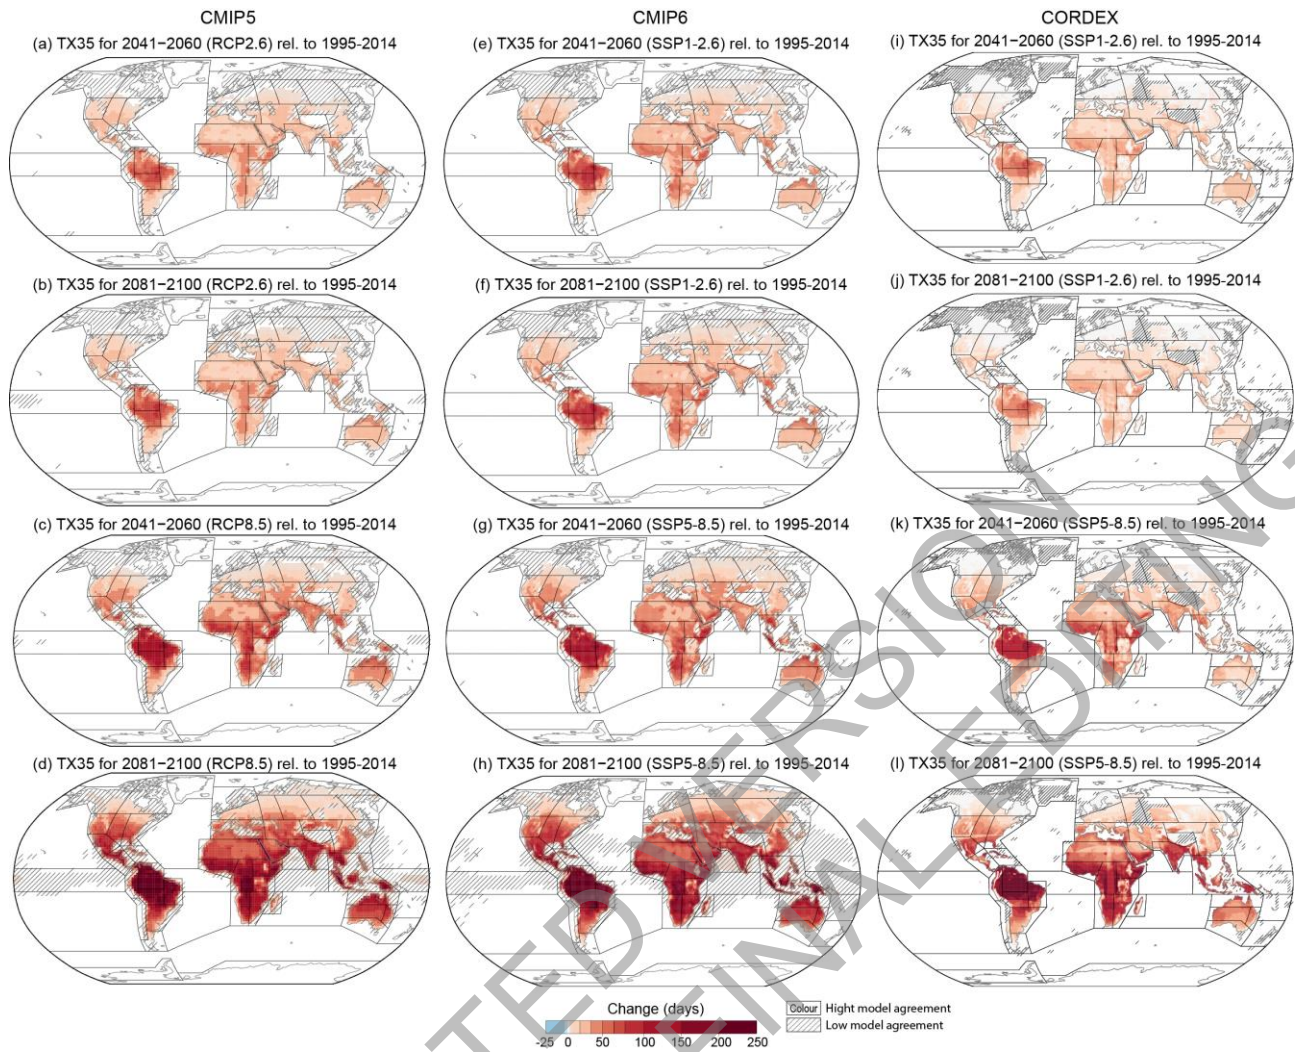 CMIP5 CMIP6 CORDEX
(a) TX35 for 2041−2060 (RCP2.6) rel. to 1995-2014 (e) TX35 for 2041−2060 (SSP1-2.6) rel. to 1995-2014 (i) TX35 for 2041−2060 (SSP1-2.6) rel. to 1995-2014
(b) TX35 for 2081−2100 (RCP2.6) rel. to 1995-2014 (f) TX35 for 2081−2100 (SSP1-2.6) rel. to 1995-2014 (j) TX35 for 2081−2100 (SSP1-2.6) rel. to 1995-2014
(c) TX35 for 2041−2060 (RCP8.5) rel. to 1995-2014 (g) TX35 for 2041−2060 (SSP5-8.5) rel. to 1995-2014 (k) TX35 for 2041−2060 (SSP5-8.5) rel. to 1995-2014
(d) TX35 for 2081−2100 (RCP8.5) rel. to 1995-2014 (h) TX35 for 2081−2100 (SSP5-8.5) rel. to 1995-2014 (l) TX35 for 2081−2100 (SSP5-8.5) rel. to 1995-2014
Change (days)
-25 0 50 100 150 200 250
Colour Hight model agreement
Low model agreement
TED VERSION
FINAL EDITING